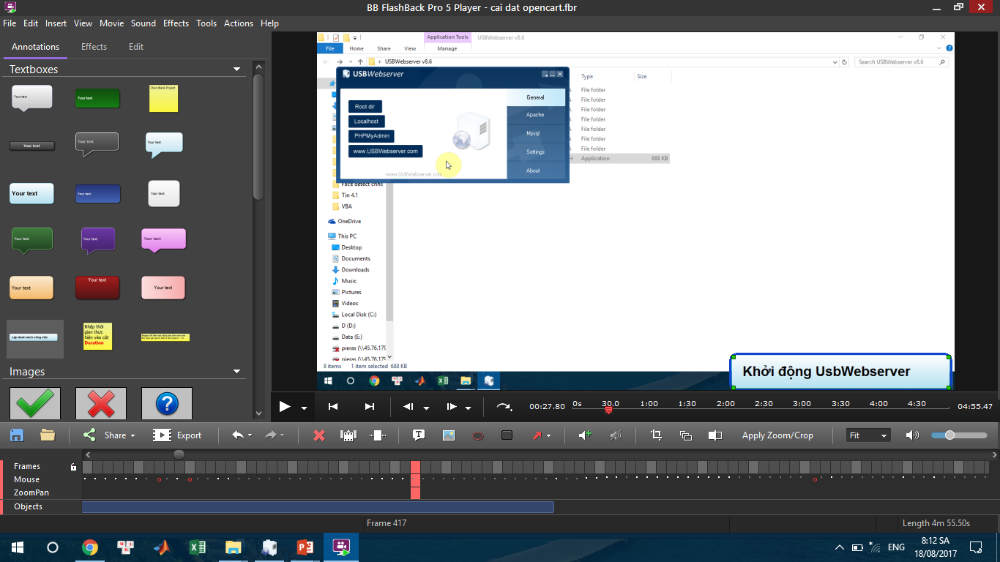 BB FlashBack Pro 5 Player - cai dat opencart.fbr
File Edit Insert View Movie Sound Effects Tools Actions Help
Annotations Effects Edit
Textboxes
Your text
Your text
Chọn Blank Project
Your text
Your text
Your text
Your text
Your text
Your text
Your text
Your text
Your text
Your text
Your text
Your text
Lập danh sách công việc
Nhập thời
gian thực
hiện vào cột
Duration
Images
Application Tools USBWebserver v8.6
File Home Share View Manage
USBWebserver v8.6
Search USBWebserver v8.6
USBWebserver
Root dir
Localhost
PHPMyAdmin
www.USBWebserver.com
www.UsbWebserver.com
General
Apache
Mysql
Settings
About
Type Size
File folder
File folder
File folder
File folder
File folder
File folder
File folder
Application 688 KB
Face detect chns
Tin 4.1
VBA
OneDrive
This PC
Desktop
Documents
Downloads
Music
Pictures
Videos
Local Disk (C:)
D (D:)
Data (E:)
pieras (\\45.76.179
pieras (\\45.76.179
8 items 1 item selected 688 KB
Khởi động UsbWebserver
00:27.80 0s 30.0 1:00 1:30 2:00 2:30 3:00 3:30 4:00 4:30 04:55.47
Share Export Apply Zoom/Crop Fit
Frames
Mouse
ZoomPan
Objects
Frame 417 Length 4m 55.50s
ENG
8:12 SA
18/08/2017